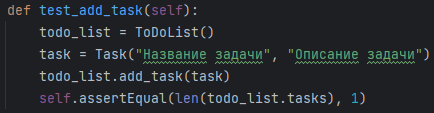 def test_add_task(self):
    todo_list = ToDoList()
    task = Task("Название задачи", "Описание задачи")
    todo_list.add_task(task)
    self.assertEqual(len(todo_list.tasks), 1)